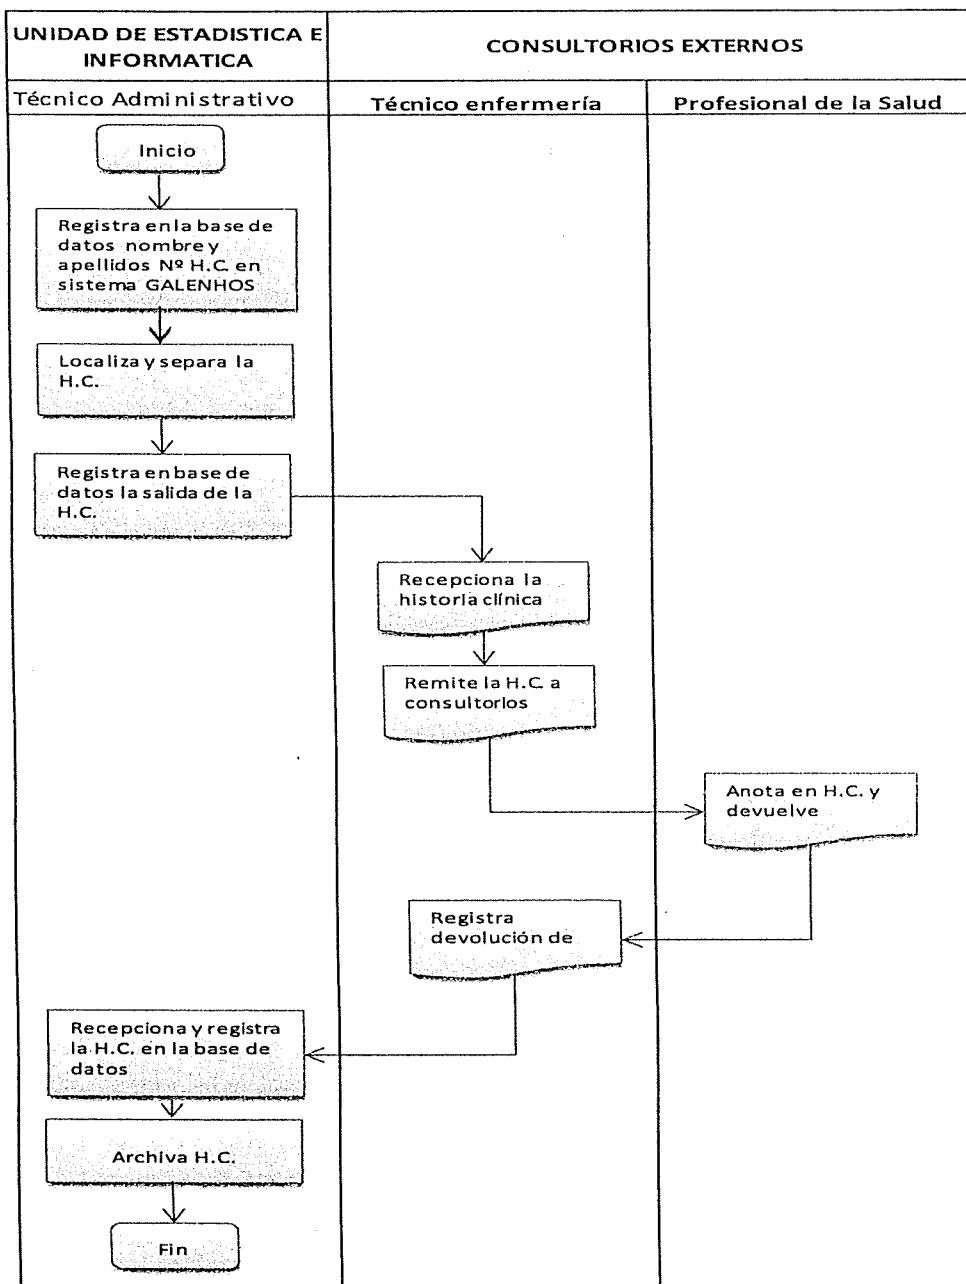 UNIDAD DE ESTADISTICA E
INFORMATICA
CONSULTORIOS EXTERNOS
Técnico Administrativo
Técnico enfermería
Profesional de la Salud
Inicio
Registra en la base de
datos nombre y
apellidos Nº H.C. en
sistema GALENHOS
Localiza y separa la
H.C.
Registra en base de
datos la salida de la
H.C.
Recepciona la
historia clínica
Remite la H.C. a
consultorios
Anota en H.C. y
devuelve
Registra
devolución de
Recepciona y registra
la H.C. en la base de
datos
Archiva H.C.
Fin